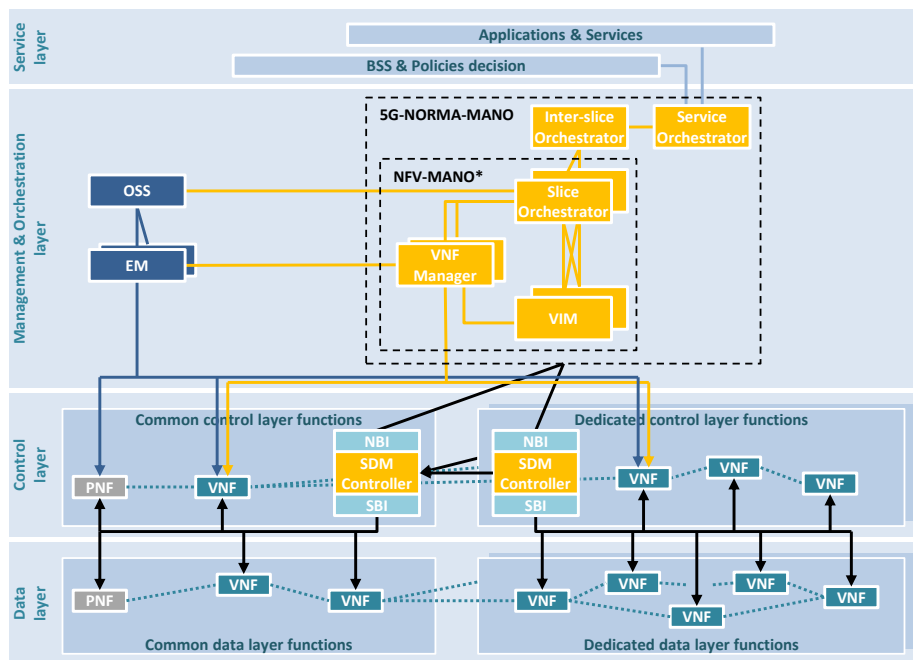 Service
layer
Applications & Services
BSS & Policies decision
Management & Orchestration
layer
5G-NORMA-MANO
Inter-slice
Orchestrator
Service
Orchestrator
NFV-MANO*
OSS
Slice
Orchestrator
EM
VNF
Manager
VIM
Control
layer
Common control layer functions
Dedicated control layer functions
NBI
SDM
Controller
SBI
NBI
SDM
Controller
SBI
PNF
VNF
VNF
VNF
VNF
Data
layer
PNF
VNF
VNF
VNF
VNF
VNF
VNF
VNF
Common data layer functions
Dedicated data layer functions